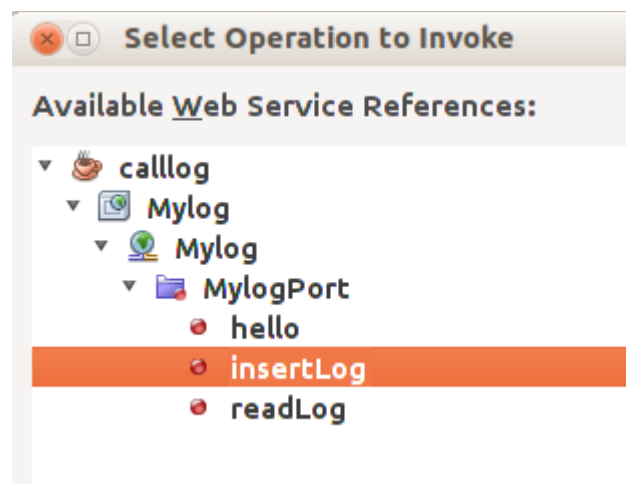 Select Operation to Invoke
Available Web Service References:
calllog
Mylog
Mylog
MylogPort
hello
insertLog
readLog